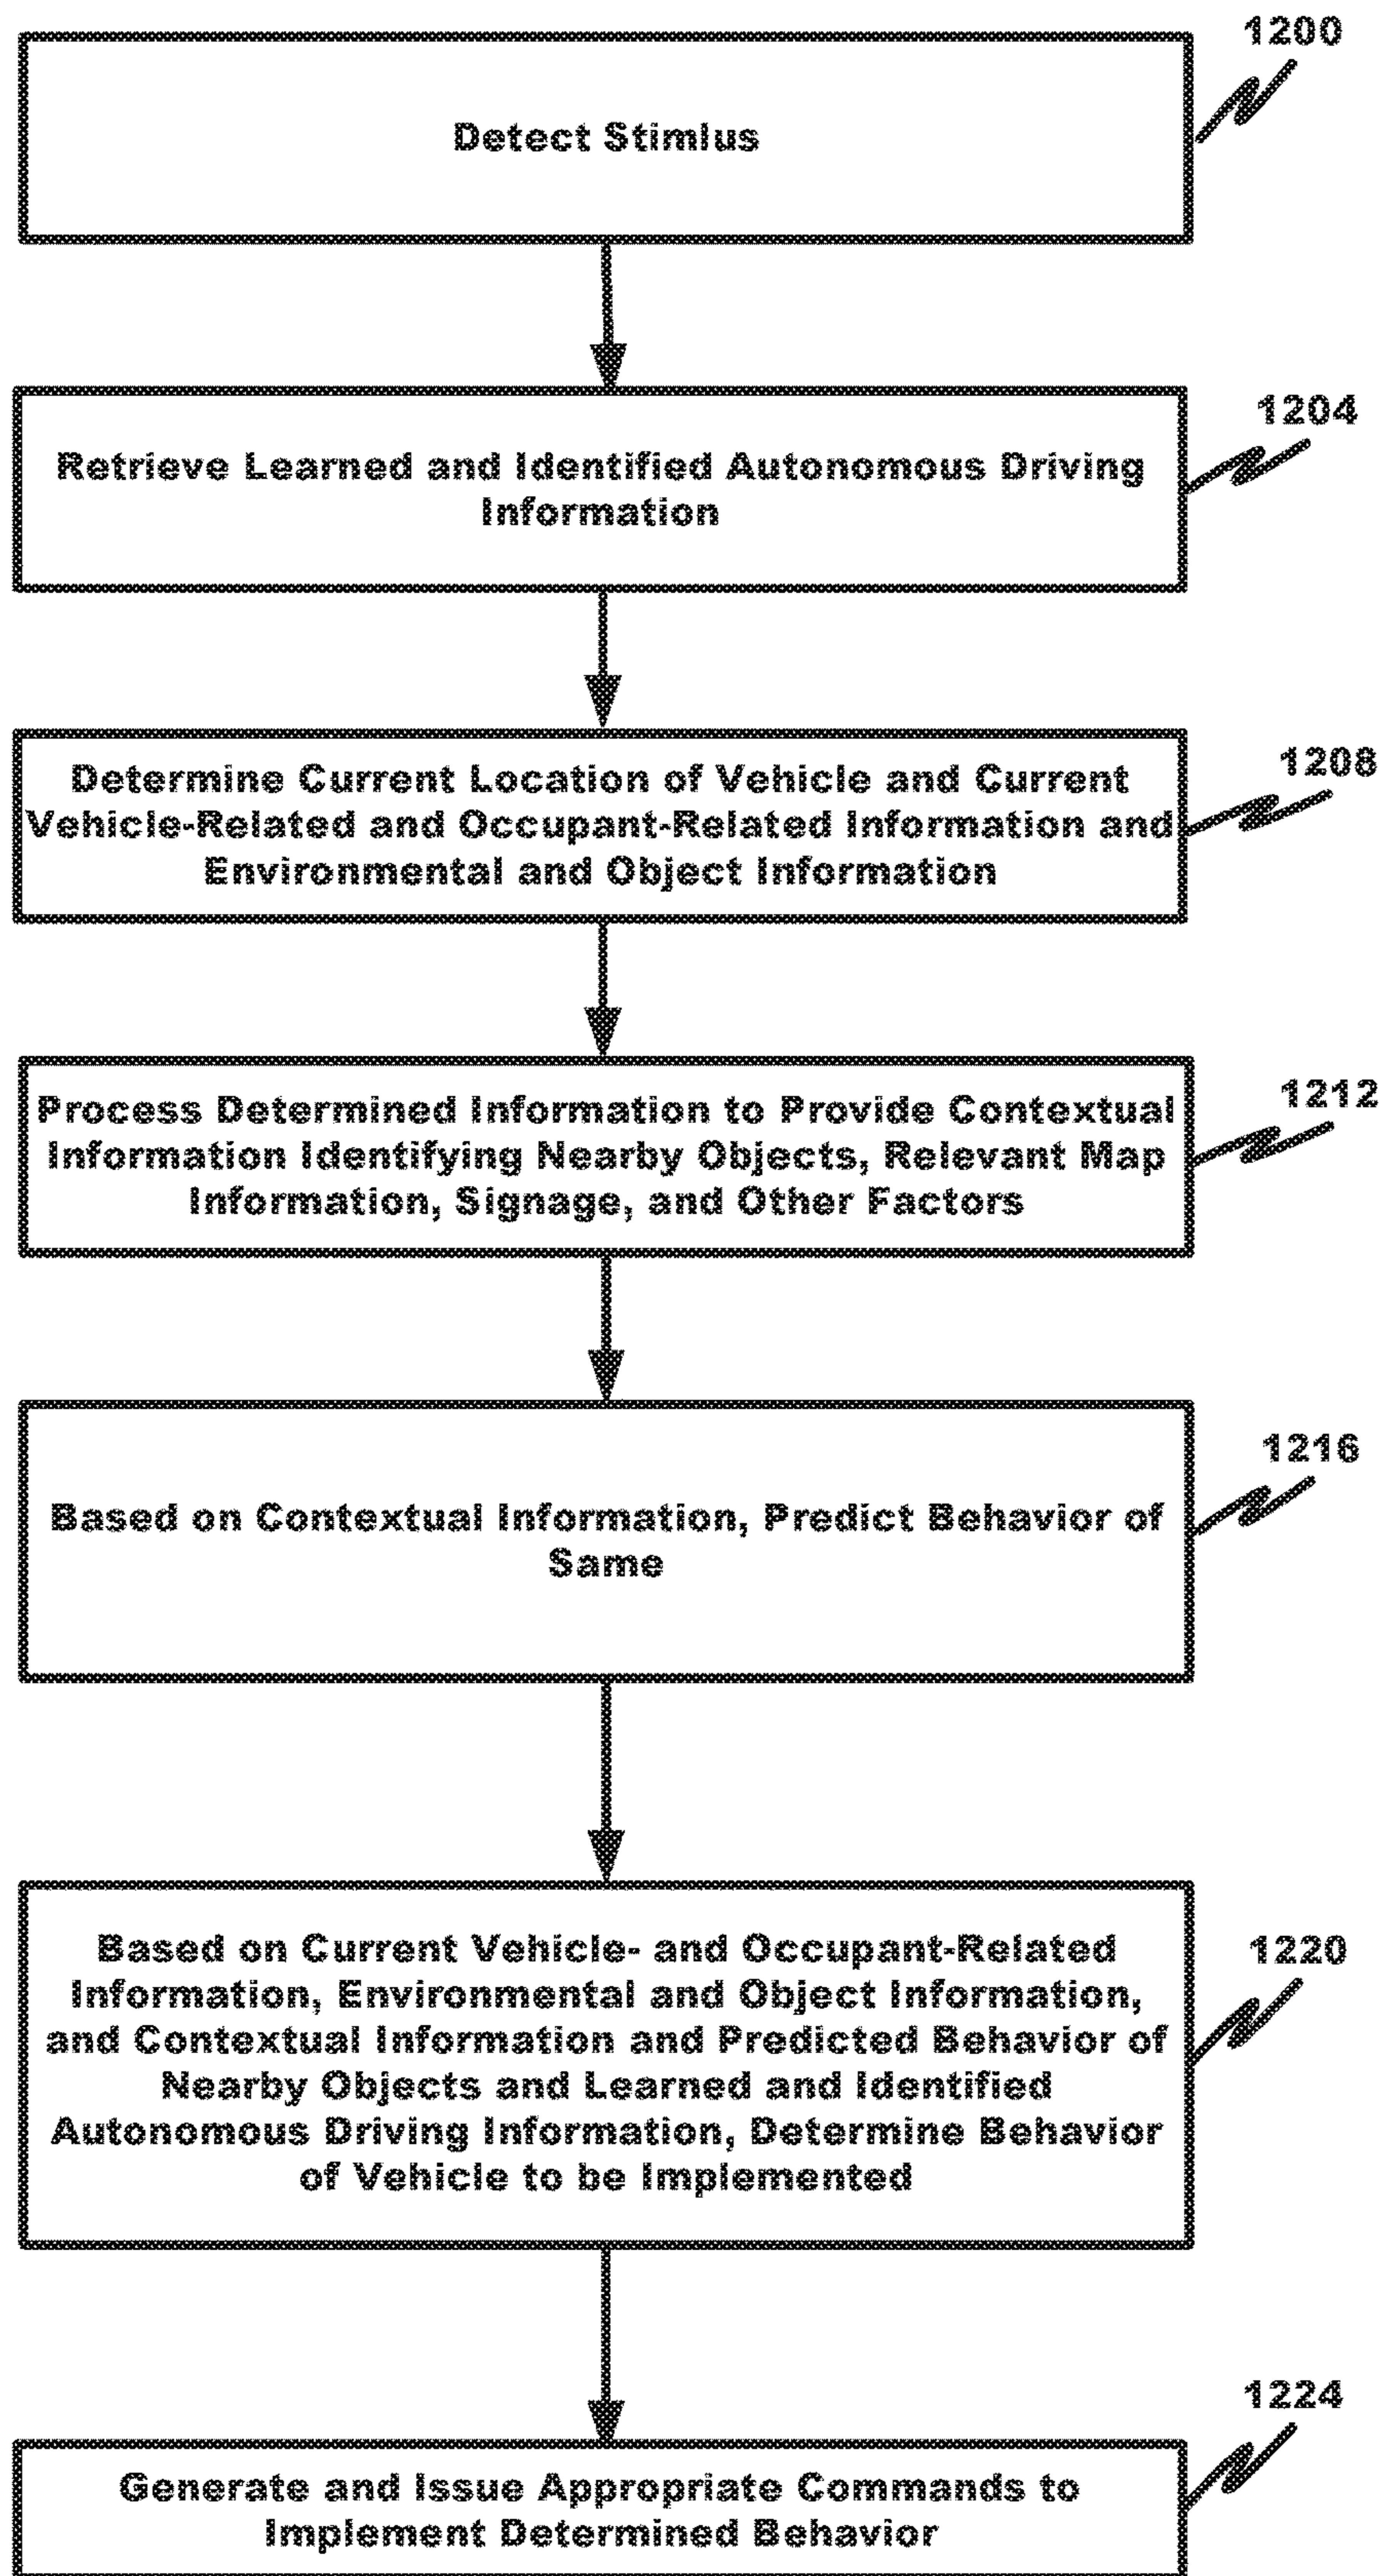 1200
Detect Stimlus
1204
Retrieve Learned and Identified Autonomous Driving
Information
1208
Determine Current Location of Vehicle and Current
Vehicle-Related and Occupant-Related Information and
Environmental and Object Information
1212
Process Determined Information to Provide Contextual
Information Identifying Nearby Objects, Relevant Map
Information, Signage, and Other Factors
1216
Based on Contextual Information, Predict Behavior of
Same
1220
Based on Current Vehicle- and Occupant-Related
Information, Environmental and Object Information,
and Contextual Information and Predicted Behavior of
Nearby Objects and Learned and Identified
Autonomous Driving Information, Determine Behavior
of Vehicle to be Implemented
1224
Generate and Issue Appropriate Commands to
Implement Determined Behavior